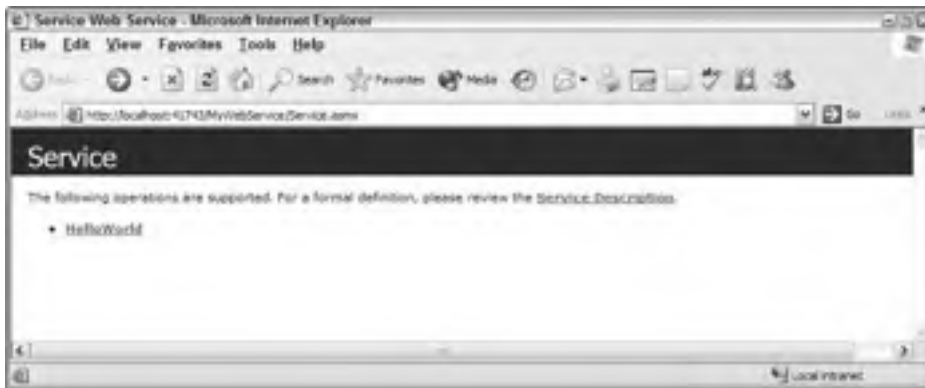 Service Web Service - Microsoft Internet Explorer
File Edit View Favorites Tools Help
Back Search Favorites Media
Address http://localhost:41743/MyWebService/Service.asmx Go Links
Service
The following operations are supported. For a formal definition, please review the Service Description.
• HelloWorld
Local intranet